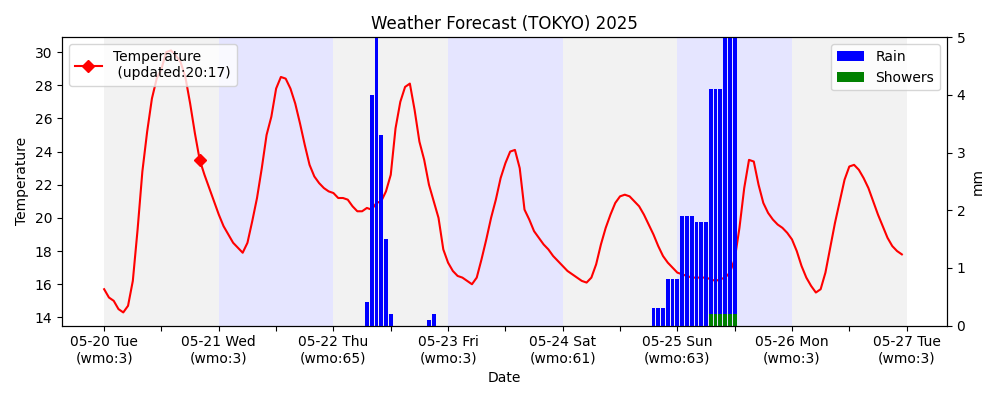 Weather Forecast (TOKYO) 2025
Temperature
(updated:20:17)
Rain
Showers
30
28
26
24
22
20
18
16
14
Temperature
5
4
3
2
1
0
mm
05-20 Tue
(wmo:3)
05-21 Wed
(wmo:3)
05-22 Thu
(wmo:65)
05-23 Fri
(wmo:3)
05-24 Sat
(wmo:61)
05-25 Sun
(wmo:63)
05-26 Mon
(wmo:3)
05-27 Tue
(wmo:3)
Date